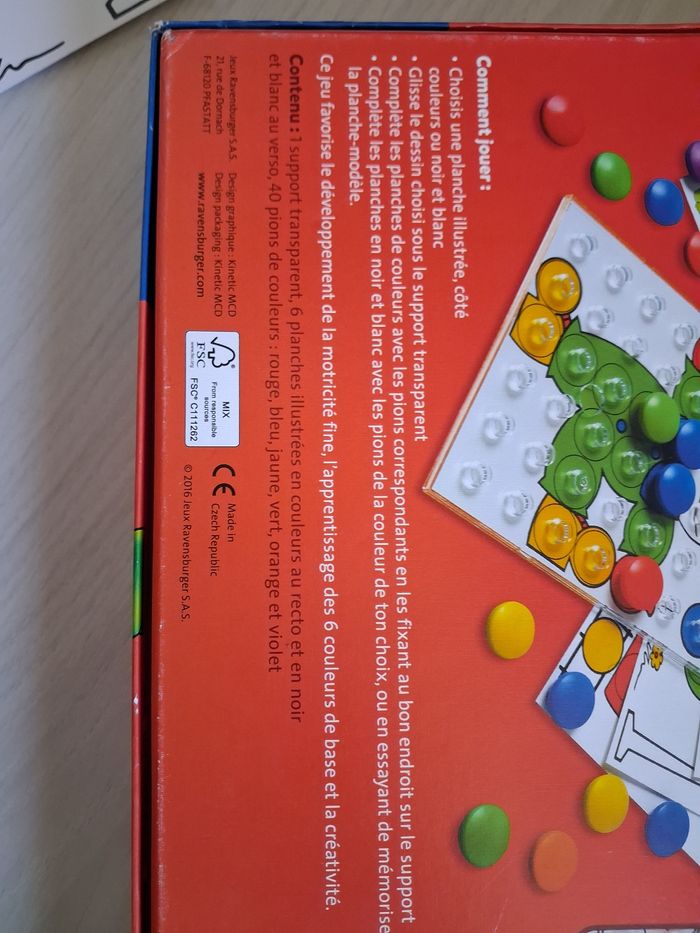 Comment jouer :
• Choisis une planche illustrée, côté
couleurs ou noir et blanc
• Glisse le dessin choisi sous le support transparent
• Complète les planches de couleurs avec les pions correspondants en les fixant au bon endroit sur le support
• Complète les planches en noir et blanc avec les pions de la couleur de ton choix, ou en essayant de mémorise
la planche-modèle.
Ce jeu favorise le développement de la motricité fine, l'apprentissage des 6 couleurs de base et la créativité.
Contenu : 1 support transparent, 6 planches illustrées en couleurs au recto et en noir
et blanc au verso, 40 pions de couleurs : rouge, bleu, jaune, vert, orange et violet
Jeux Ravensburger S.A.S.
21, rue de Dornach
F-68120 PFASTATT
Design graphique : Kinetic MCD
Design packaging : Kinetic MCD
www.ravensburger.com
FSC
www.fsc.org
MIX
From responsible
sources
FSC® C111262
CE
Made in
Czech Republic
© 2016 Jeux Ravensburger S.A.S.